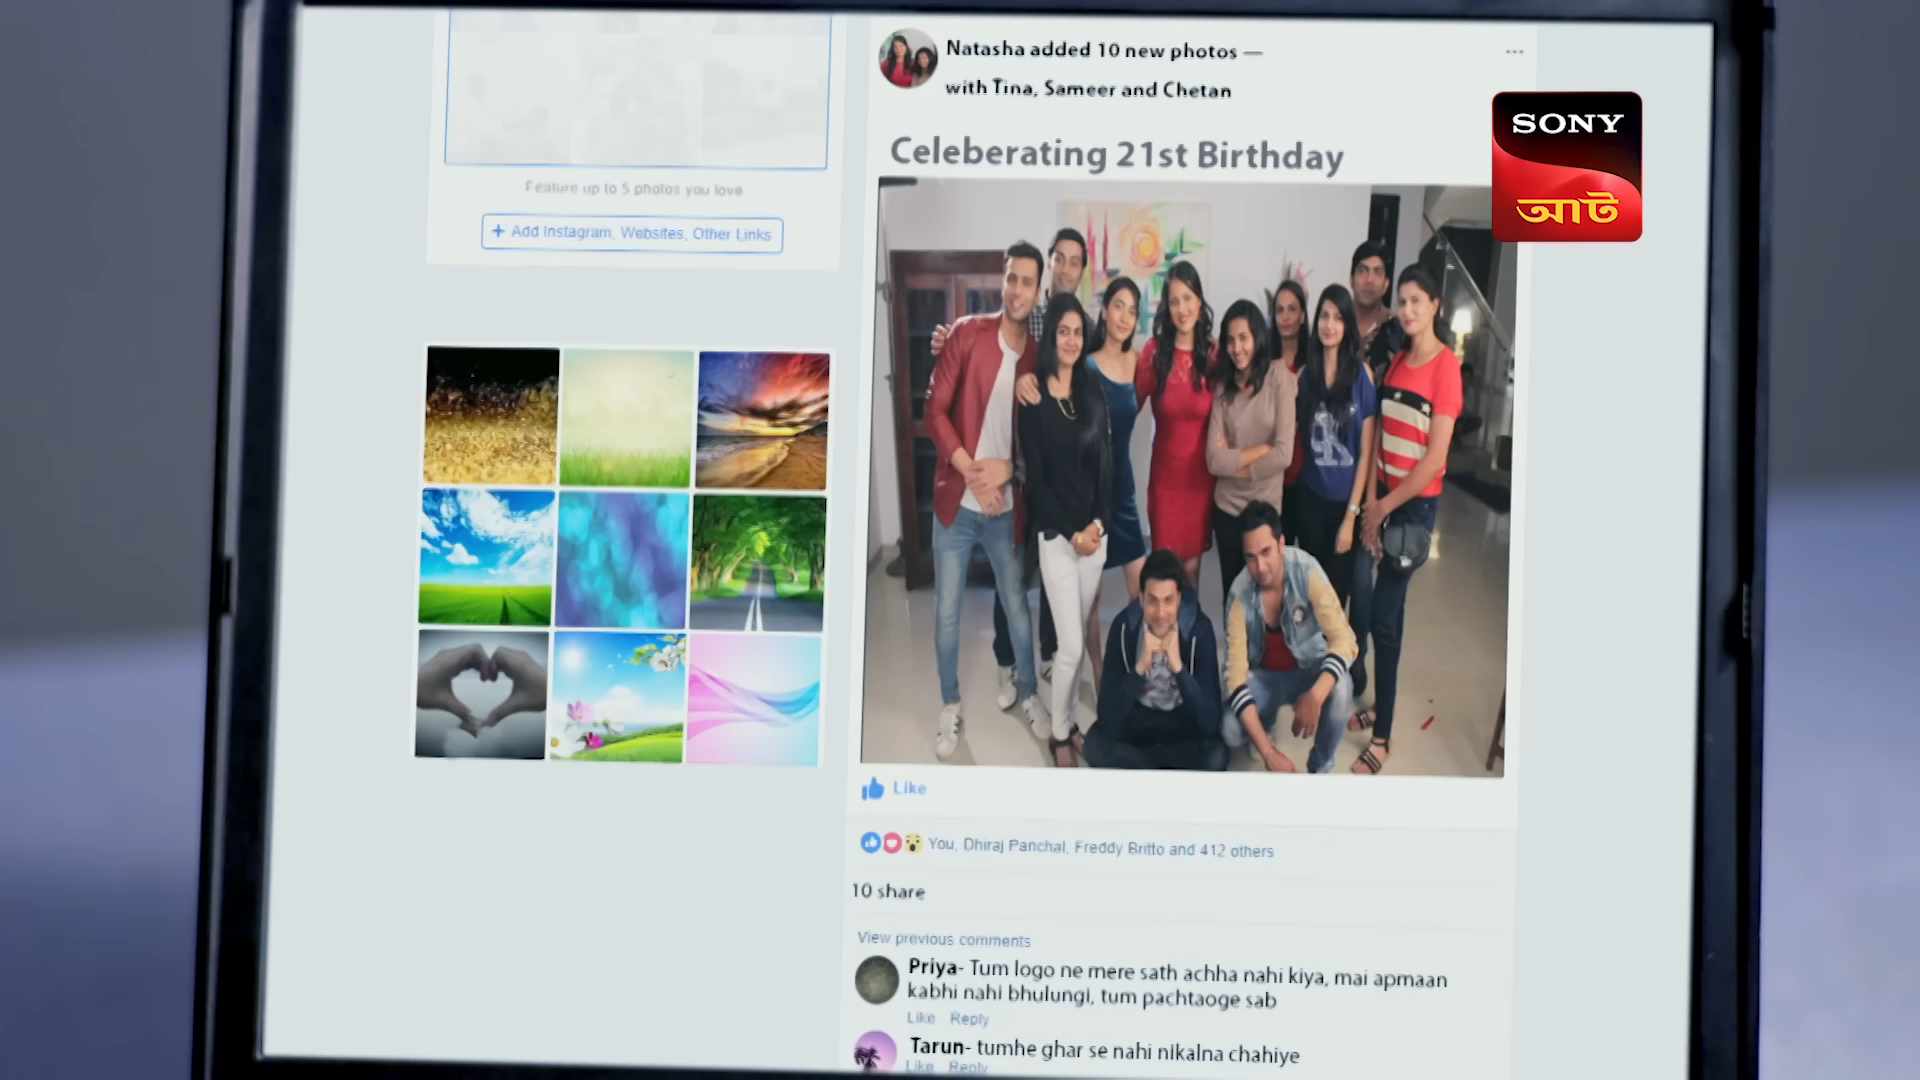 Natasha added 10 new photos —
with Tina, Sameer and Chetan
SONY
আট
Celeberating 21st Birthday
Feature up to 5 photos you love
+ Add Instagram, Websites, Other Links
Like
You, Dhiraj Panchal, Freddy Britto and 412 others
10 share
View previous comments
Priya- Tum logo ne mere sath achha nahi kiya, mai apmaan
kabhi nahi bhulungi, tum pachtaoge sab
Like Reply
Tarun- tumhe ghar se nahi nikalna chahiye
Like Reply